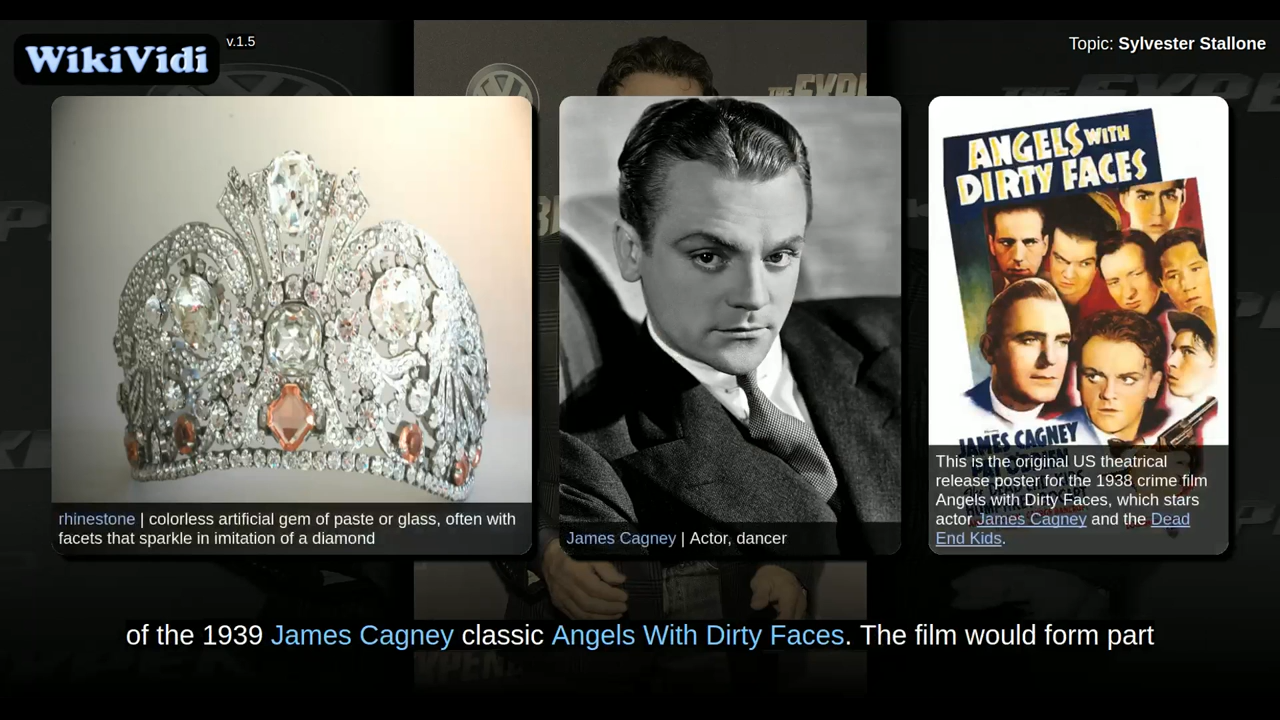 WikiVidi
v.1.5
Topic: Sylvester Stallone
ANGELS WITH
DIRTY FACES
JAMES CAGNEY
rhinestone | colorless artificial gem of paste or glass, often with
facets that sparkle in imitation of a diamond
James Cagney | Actor, dancer
This is the original US theatrical
release poster for the 1938 crime film
Angels with Dirty Faces, which stars
actor James Cagney and the Dead
End Kids.
of the 1939 James Cagney classic Angels With Dirty Faces. The film would form part